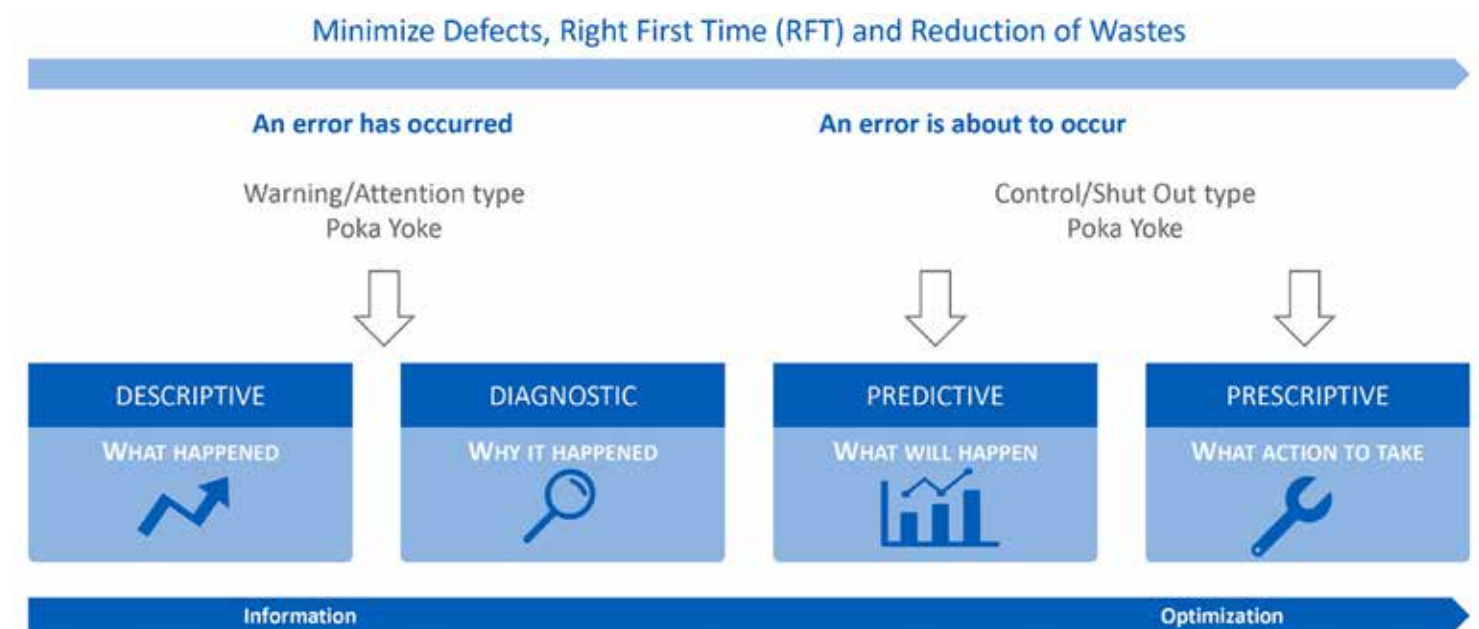 Minimize Defects, Right First Time (RFT) and Reduction of Wastes
An error has occurred
An error is about to occur
Warning/Attention type
Poka Yoke
Control/Shut Out type
Poka Yoke
DESCRIPTIVE
WHAT HAPPENED
DIAGNOSTIC
WHY IT HAPPENED
PREDICTIVE
WHAT WILL HAPPEN
PRESCRIPTIVE
WHAT ACTION TO TAKE
Information
Optimization